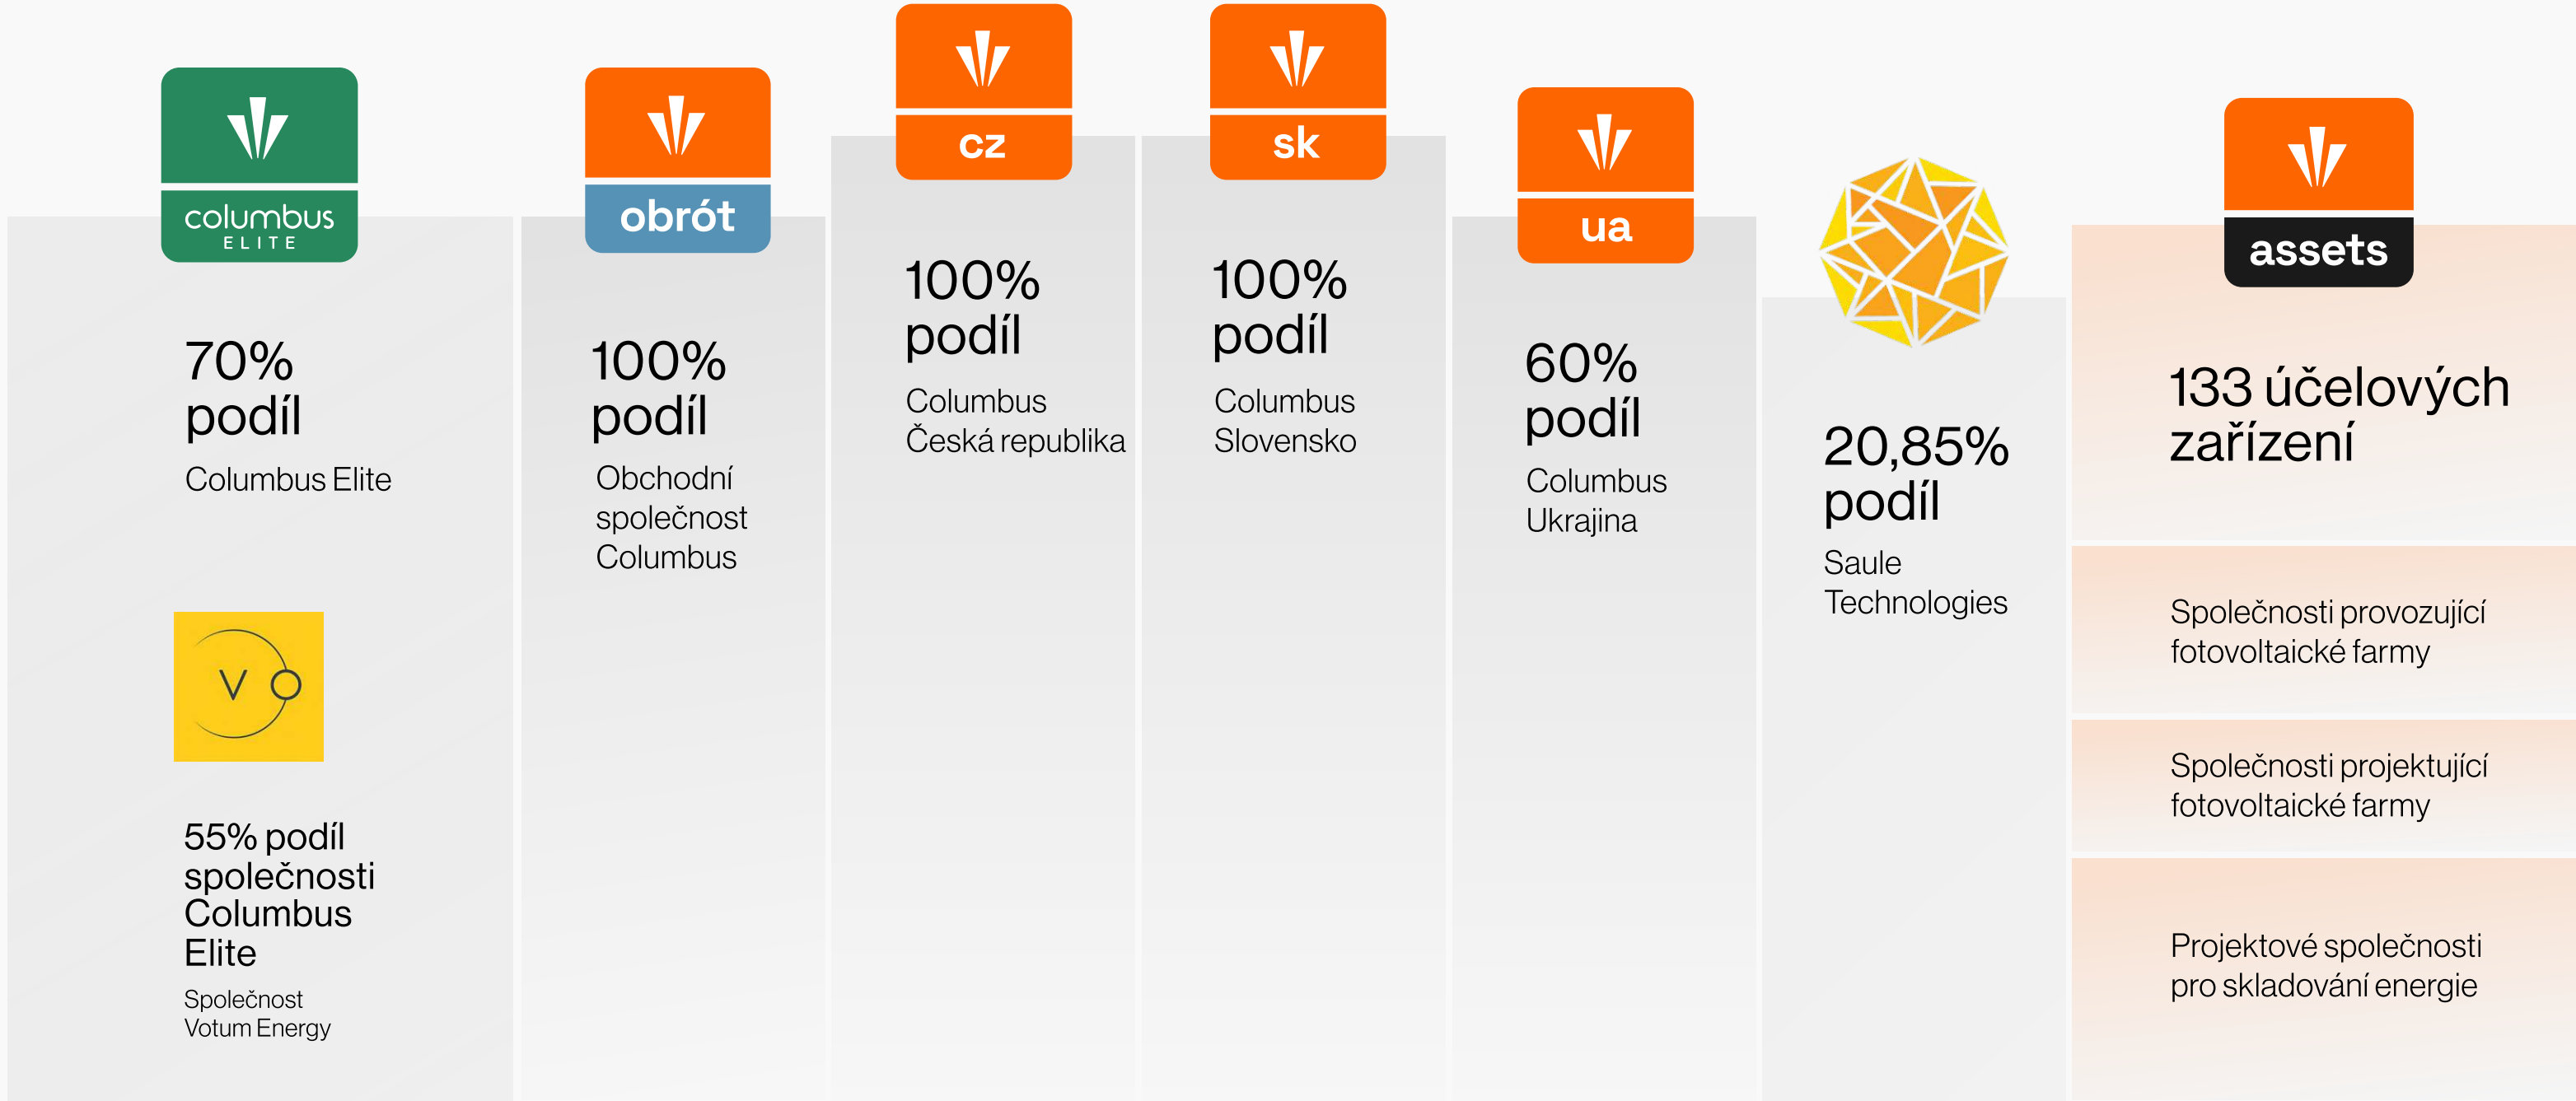 columbus
ELITE
70%
podíl
Columbus Elite
V
55% podíl
společnosti
Columbus
Elite
Společnost
Votum Energy
obrót
100%
podíl
Obchodní
společnost
Columbus
cz
100%
podíl
Columbus
Česká republika
sk
100%
podíl
Columbus
Slovensko
ua
60%
podíl
Columbus
Ukrajina
20,85%
podíl
Saule
Technologies
assets
133 účelových
zařízení
Společnosti provozující
fotovoltaické farmy
Společnosti projektující
fotovoltaické farmy
Projektové společnosti
pro skladování energie